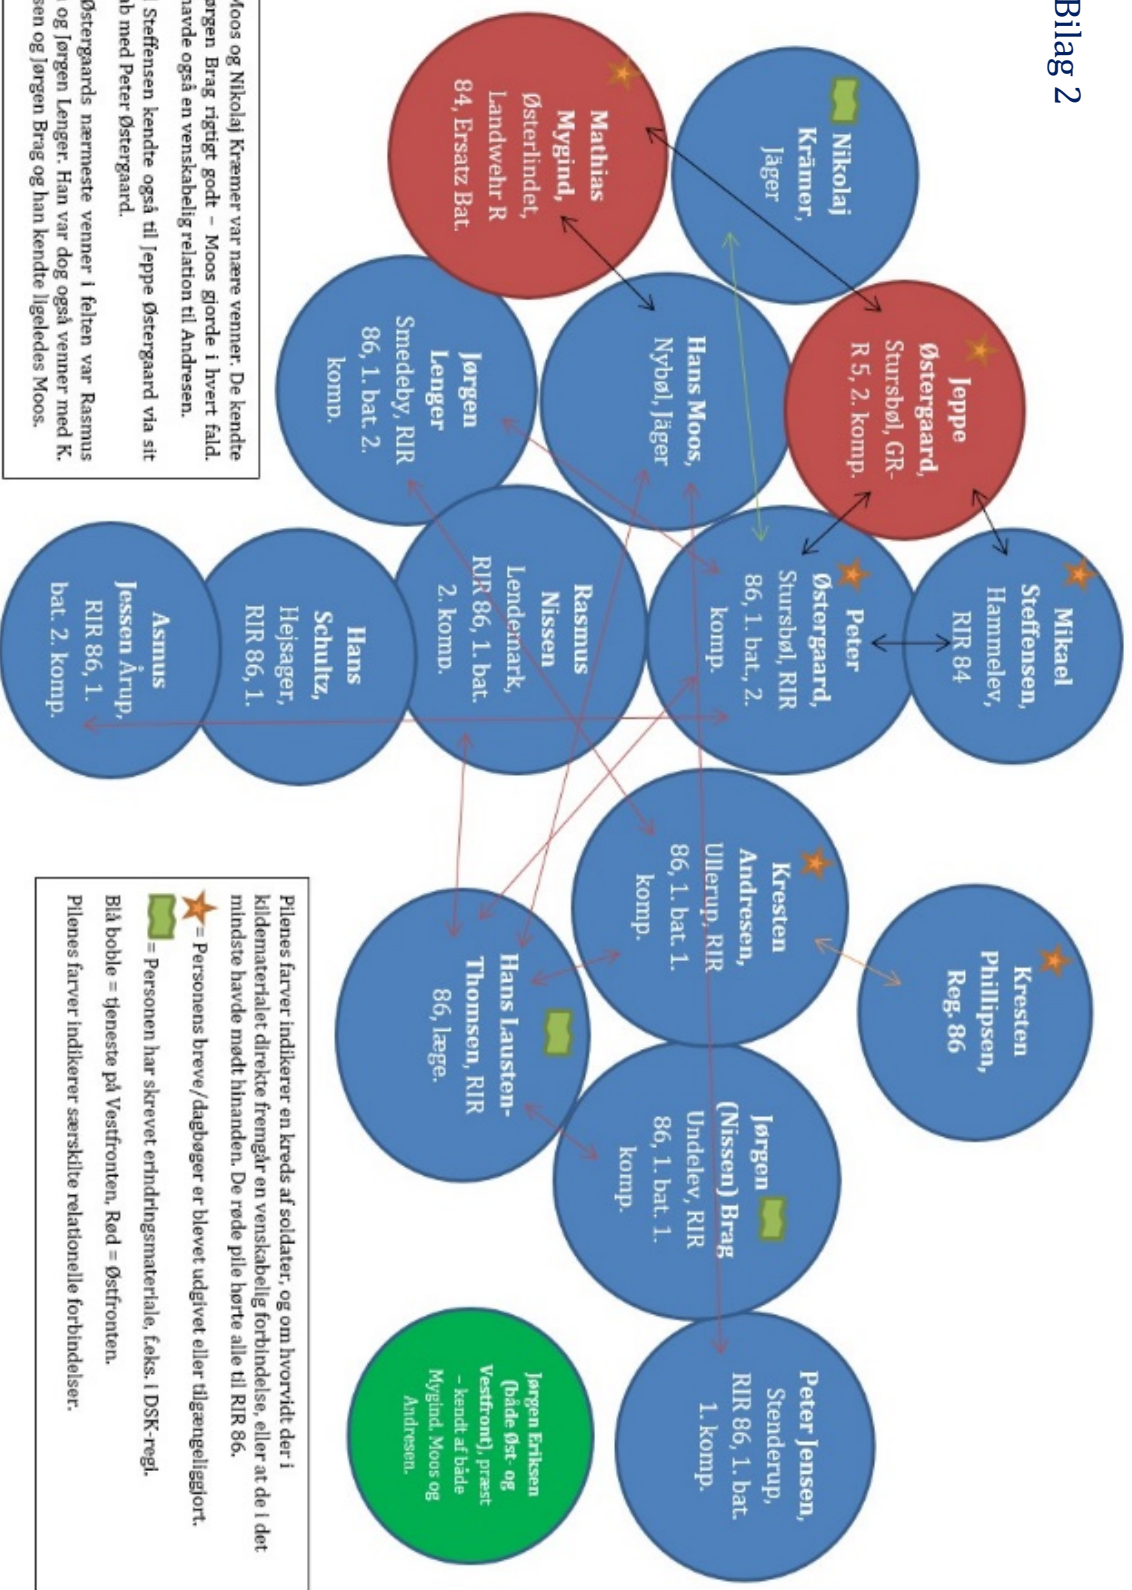 Bilag 2
Nikolaj
Krämer,
Jäger
Mathias
Mygind,
Østerlindet,
Landwehr R
84, Ersatz Bat.
Jeppe
Østergaard,
Stursbøl, GR-
R 5, 2. komp.
Hans Moos,
Nybøl, Jäger
Jørgen
Lenger
Smedeby, RIR
86, 1. bat. 2.
komp.
Mikael
Steffensen,
Hammelev,
RIR 84
Peter
Østergaard,
Stursbøl, RIR
86, 1. bat., 2.
komp.
Rasmus
Nissen
Lendemark,
RIR 86, 1. bat.
2. komp.
Hans
Schultz,
Hejsager,
RIR 86, 1.
Asmus
Jessen Årup,
RIR 86, 1.
bat. 2. komp.
Kresten
Phillipsen,
Reg. 86
Kresten
Andresen,
Ullerup, RIR
86, 1. bat. 1.
komp.
Hans Lausten-
Thomsen, RIR
86, læge.
Jørgen
(Nissen) Brag
Undelev, RIR
86, 1. bat. 1.
komp.
Peter Jensen,
Stenderup,
RIR 86, 1. bat.
1. komp.
Jørgen Eriksen
(både Øst- og
Vestfront), præst
– kendt af både
Mygind, Moos og
Andresen.
Moos og Nikolaj Kræmer var nære venner. De kendte
ørgen Brag rigtigt godt – Moos gjorde i hvert fald.
havde også en venskabelig relation til Andresen.
Steffensen kendte også til Jeppe Østergaard via sit
ab med Peter Østergaard.
Østergaards nærmeste venner i felten var Rasmus
og Jørgen Lenger. Han var dog også venner med K.
sen og Jørgen Brag og han kendte ligeledes Moos.
Pilenes farver indikerer en kreds af soldater, og om hvorvidt der i
kildematerialet direkte fremgår en venskabelig forbindelse, eller at de i det
mindste havde mødt hinanden. De røde pile hørte alle til RIR 86.
= Personens breve/dagbøger er blevet udgivet eller tilgængeliggjort.
= Personen har skrevet erindringsmateriale, f.eks. i DSK-regi.
Blå boble = tjeneste på Vestfronten, Rød = Østfronten.
Pilenes farver indikerer særskilte relationelle forbindelser.